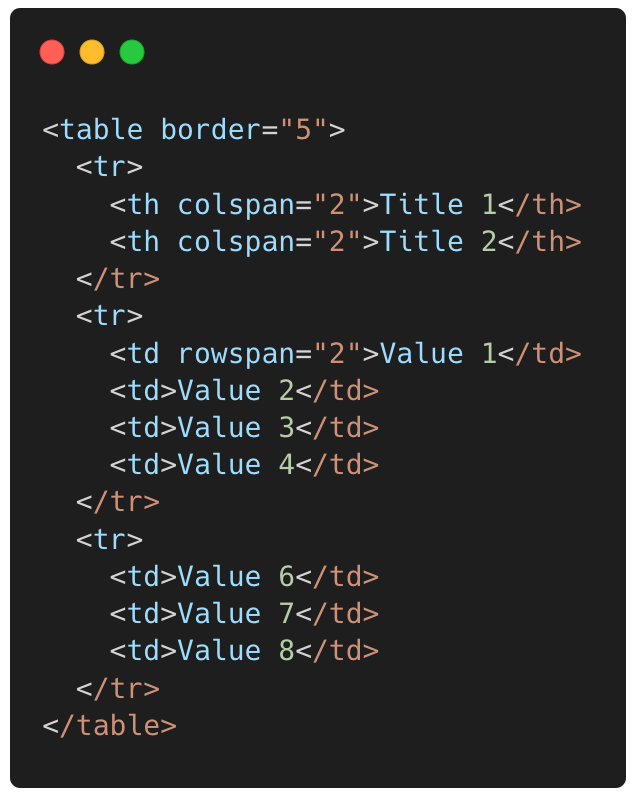 <table border="5">
  <tr>
    <th colspan="2">Title 1</th>
    <th colspan="2">Title 2</th>
  </tr>
  <tr>
    <td rowspan="2">Value 1</td>
    <td>Value 2</td>
    <td>Value 3</td>
    <td>Value 4</td>
  </tr>
  <tr>
    <td>Value 6</td>
    <td>Value 7</td>
    <td>Value 8</td>
  </tr>
</table>